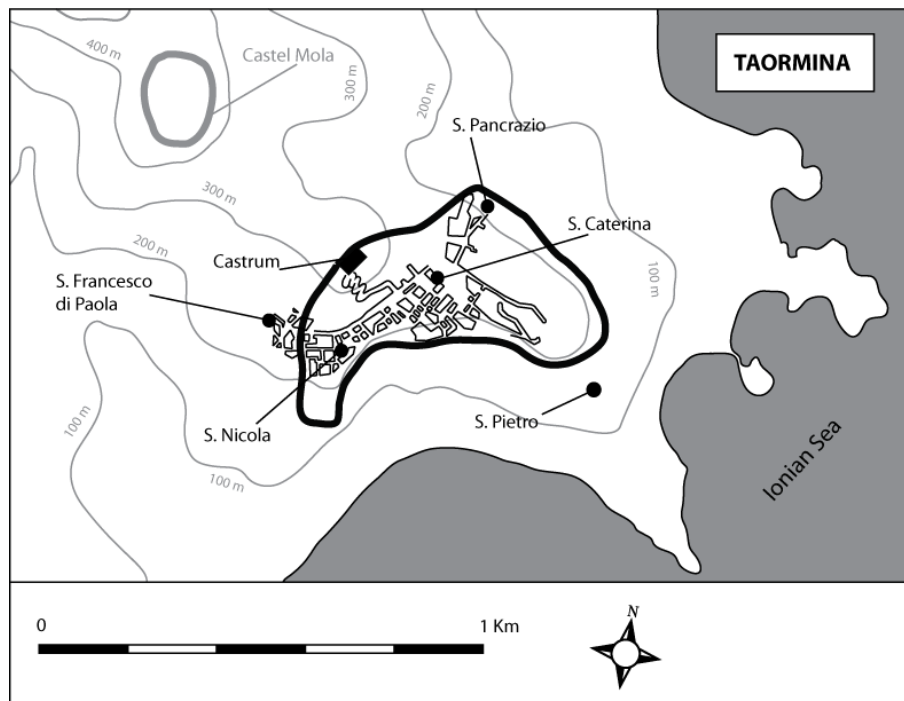 400 m
Castel Mola
TAORMINA
300 m
200 m
S. Pancrazio
300 m
S. Caterina
200 m
Castrum
100 m
S. Francesco
di Paola
S. Nicola
S. Pietro
100 m
100 m
Ionian Sea
0
1 Km
N